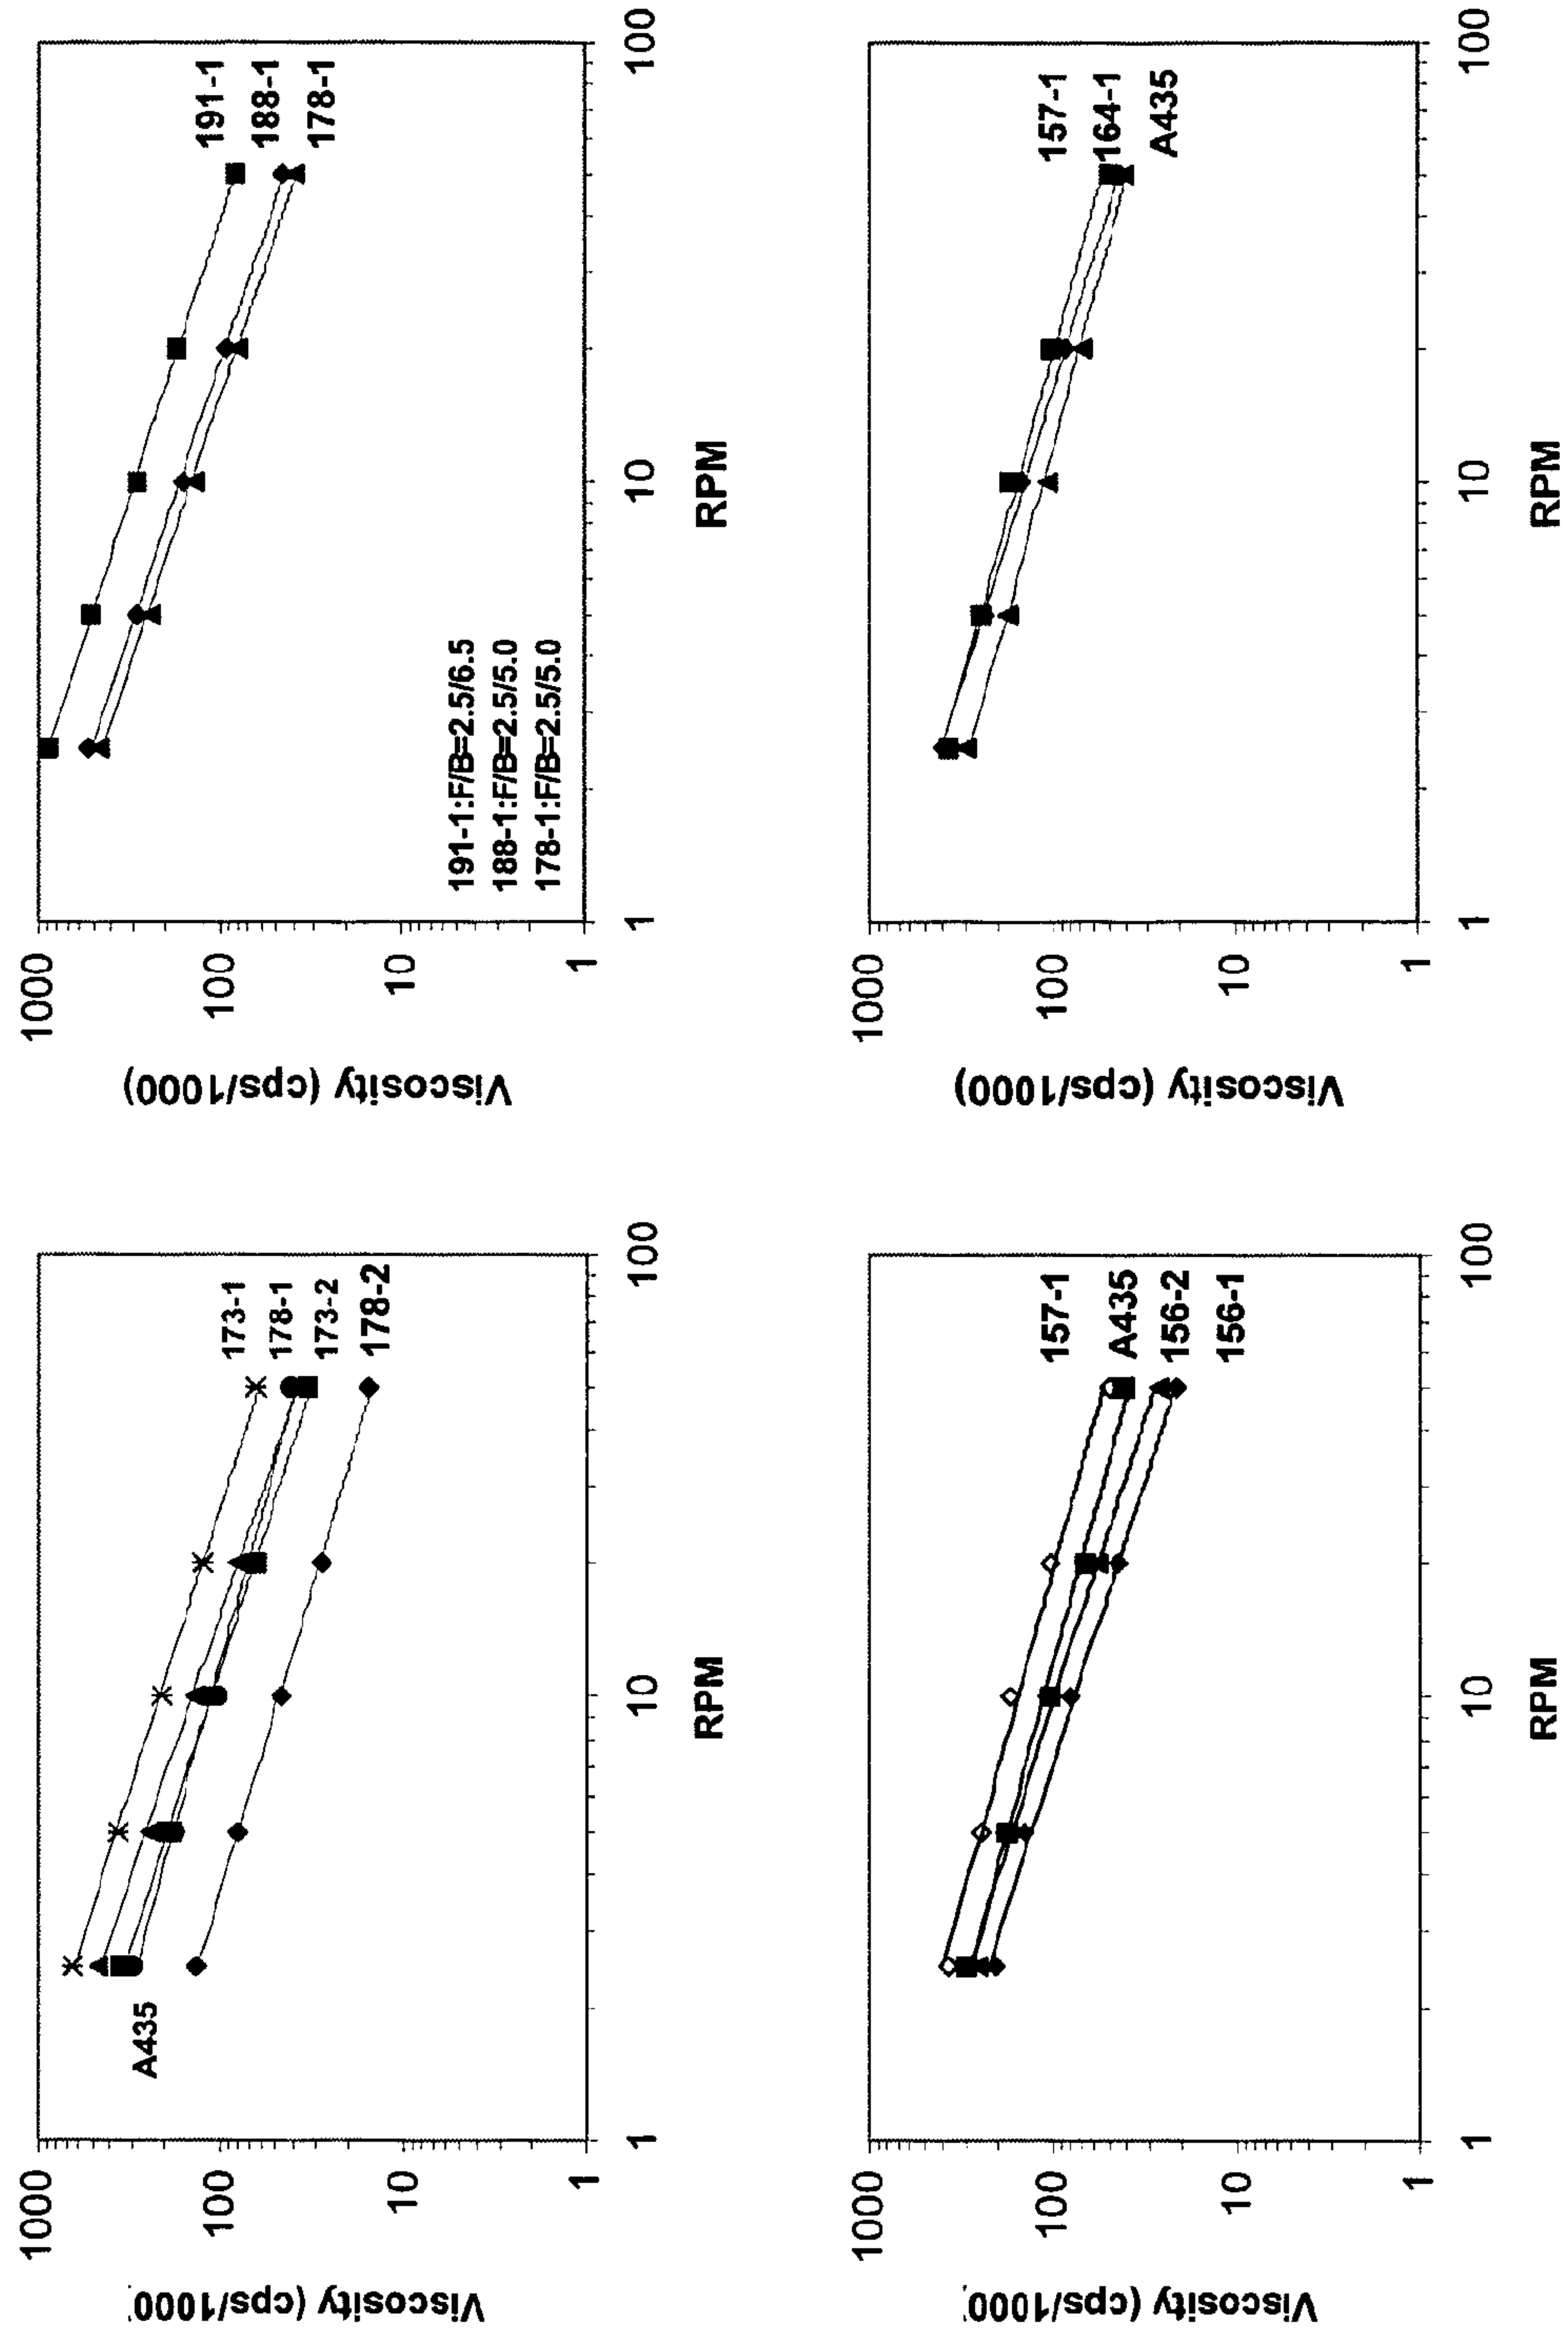 Viscosity (cps/1000
1000
100
10
1
A435
173-1
178-1
173-2
178-2
1
10
100
RPM
Viscosity (cps/1000)
1000
100
10
1
191-1
188-1
178-1
191-1:F/B=2.5/6.5
188-1:F/B=2.5/5.0
178-1:F/B=2.5/5.0
1
10
100
RPM
Viscosity (cps/1000
1000
100
10
1
157-1
A435
156-2
156-1
1
10
100
RPM
Viscosity (cps/1000)
1000
100
10
1
157-1
164-1
A435
1
10
100
RPM